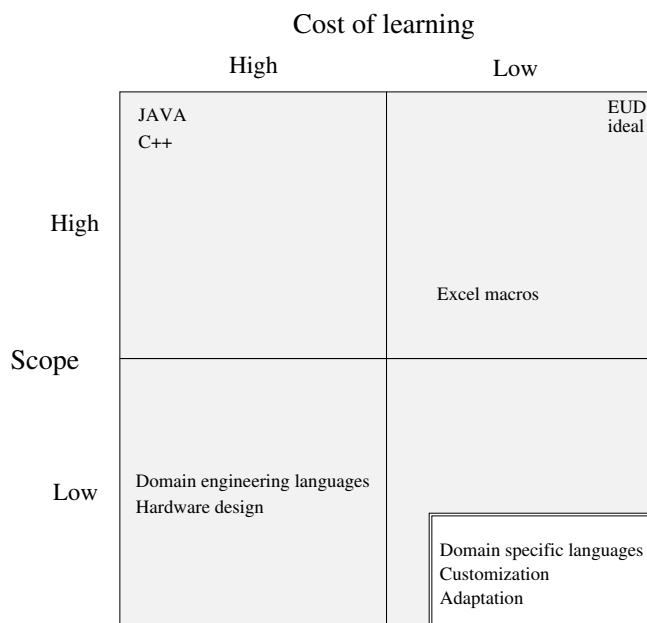 Cost of learning
High
Low
JAVA
C++
EUD
ideal
High
Excel macros
Scope
Low
Domain engineering languages
Hardware design
Domain specific languages
Customization
Adaptation